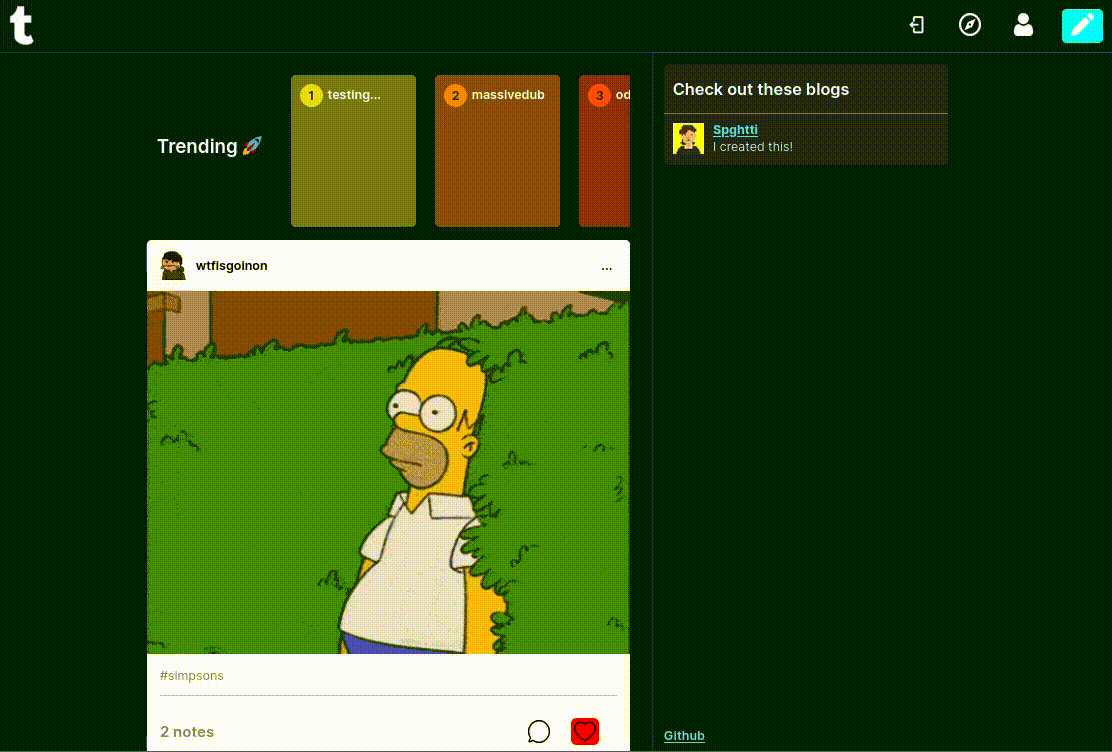 t
Trending 🚀
1 testing...
2 massivedub
3 od
wtfisgoinon
...
#simpsons
2 notes
Check out these blogs
Spghtti
I created this!
Github